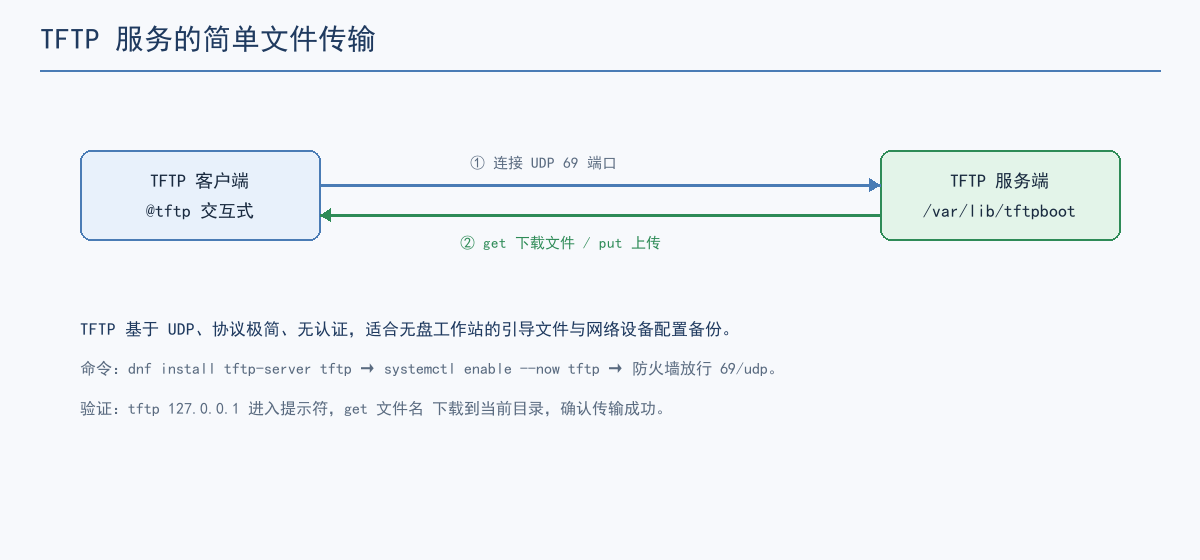 TFTP 服务的简单文件传输
① 连接 UDP 69 端口
TFTP 客户端
@tftp 交互式
TFTP 服务端
/var/lib/tftpboot
② get 下载文件 / put 上传
TFTP 基于 UDP、协议极简、无认证，适合无盘工作站的引导文件与网络设备配置备份。
命令：dnf install tftp-server tftp → systemctl enable --now tftp → 防火墙放行 69/udp。
验证：tftp 127.0.0.1 进入提示符，get 文件名 下载到当前目录，确认传输成功。